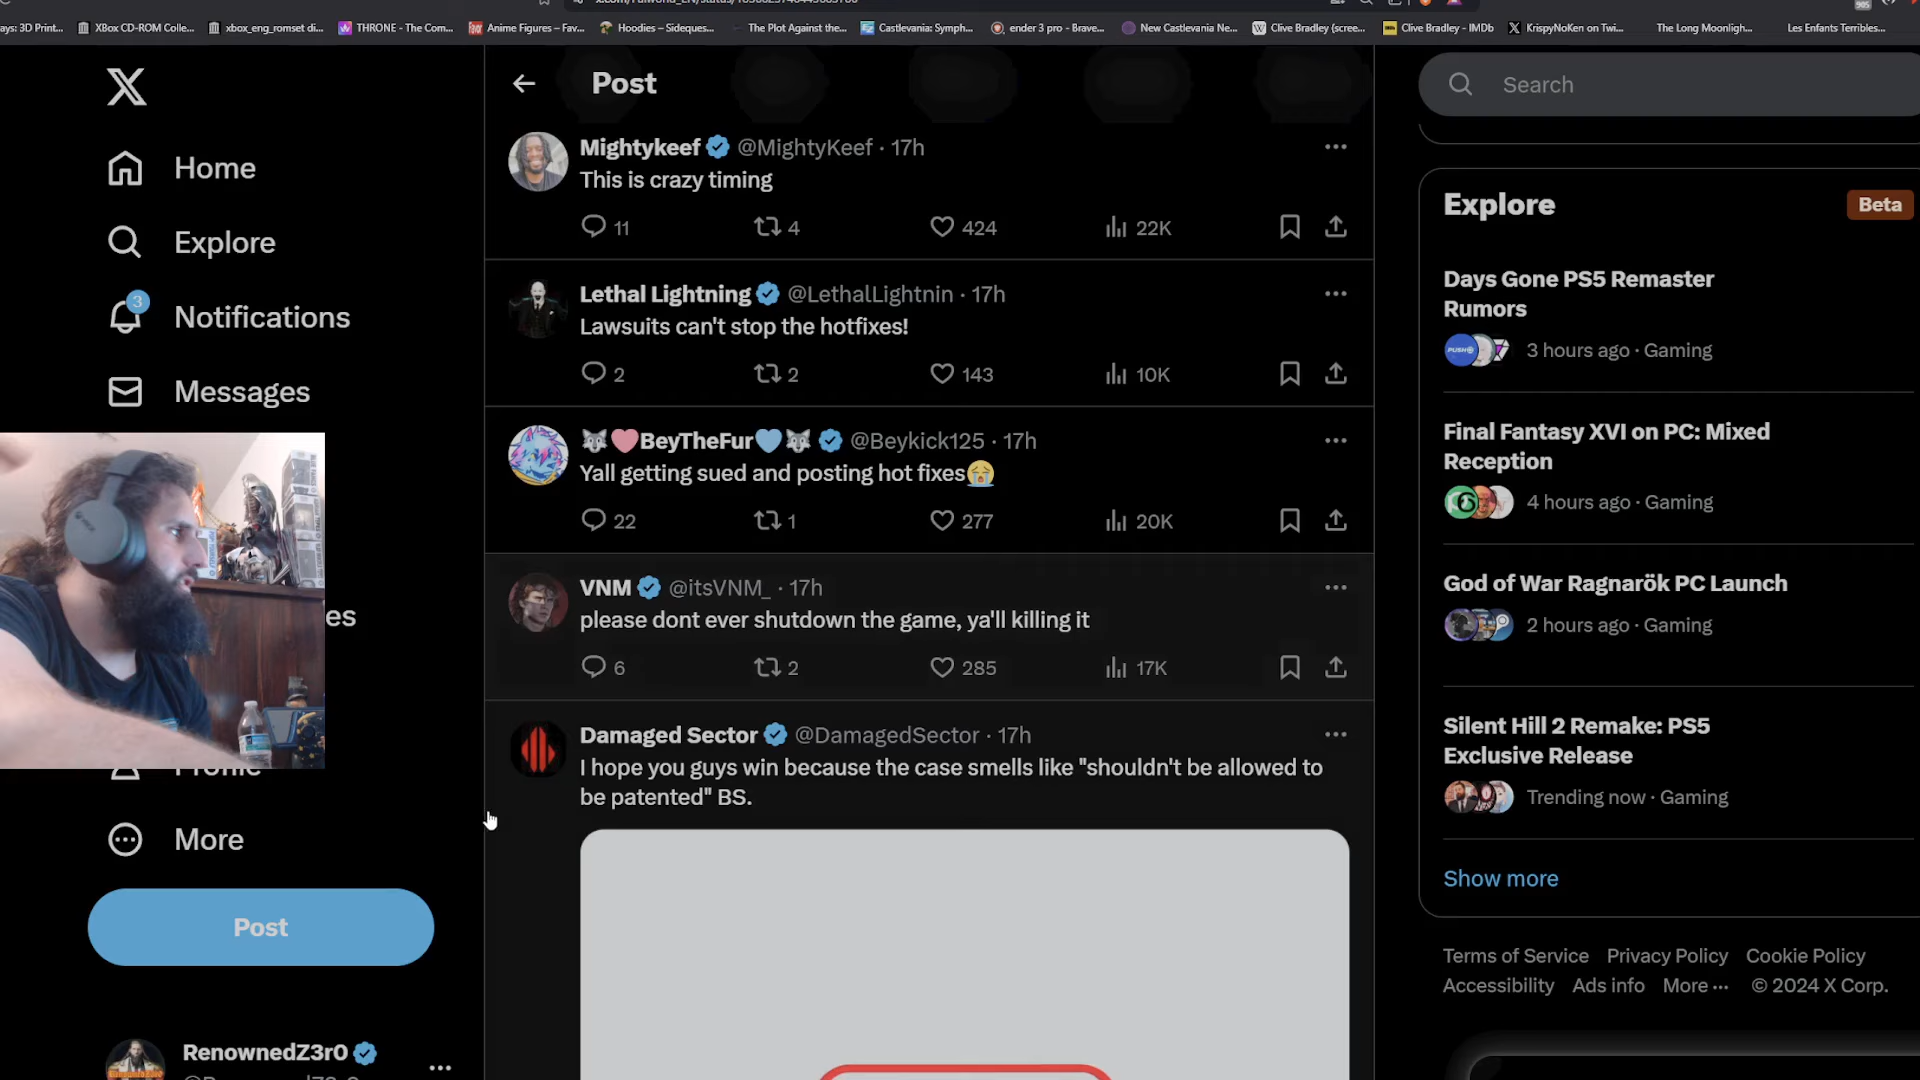 ays: 3D Print...
XBox CD-ROM Colle...
xbox_eng_romset di...
THRONE - The Com...
Anime Figures – Fav...
Hoodies – Sideques...
The Plot Against the...
Castlevania: Symph...
ender 3 pro - Brave...
New Castlevania Ne...
Clive Bradley (scree...
Clive Bradley - IMDb
KrispyNoKen on Twi...
The Long Moonligh...
Les Enfants Terribles...
Home
Explore
3
Notifications
Messages
es
Profile
More
Post
RenownedZ3r0
Post
Mightykeef @MightyKeef · 17h
This is crazy timing
11 4 424 22K
Lethal Lightning @LethalLightnin · 17h
Lawsuits can't stop the hotfixes!
2 2 143 10K
🐺🩷BeyTheFur🩵🐺 @Beykick125 · 17h
Yall getting sued and posting hot fixes😭
22 1 277 20K
VNM @itsVNM_ · 17h
please dont ever shutdown the game, ya'll killing it
6 2 285 17K
Damaged Sector @DamagedSector · 17h
I hope you guys win because the case smells like "shouldn't be allowed to
be patented" BS.
Search
Explore
Beta
Days Gone PS5 Remaster
Rumors
3 hours ago · Gaming
Final Fantasy XVI on PC: Mixed
Reception
4 hours ago · Gaming
God of War Ragnarök PC Launch
2 hours ago · Gaming
Silent Hill 2 Remake: PS5
Exclusive Release
Trending now · Gaming
Show more
Terms of Service Privacy Policy Cookie Policy
Accessibility Ads info More ··· © 2024 X Corp.